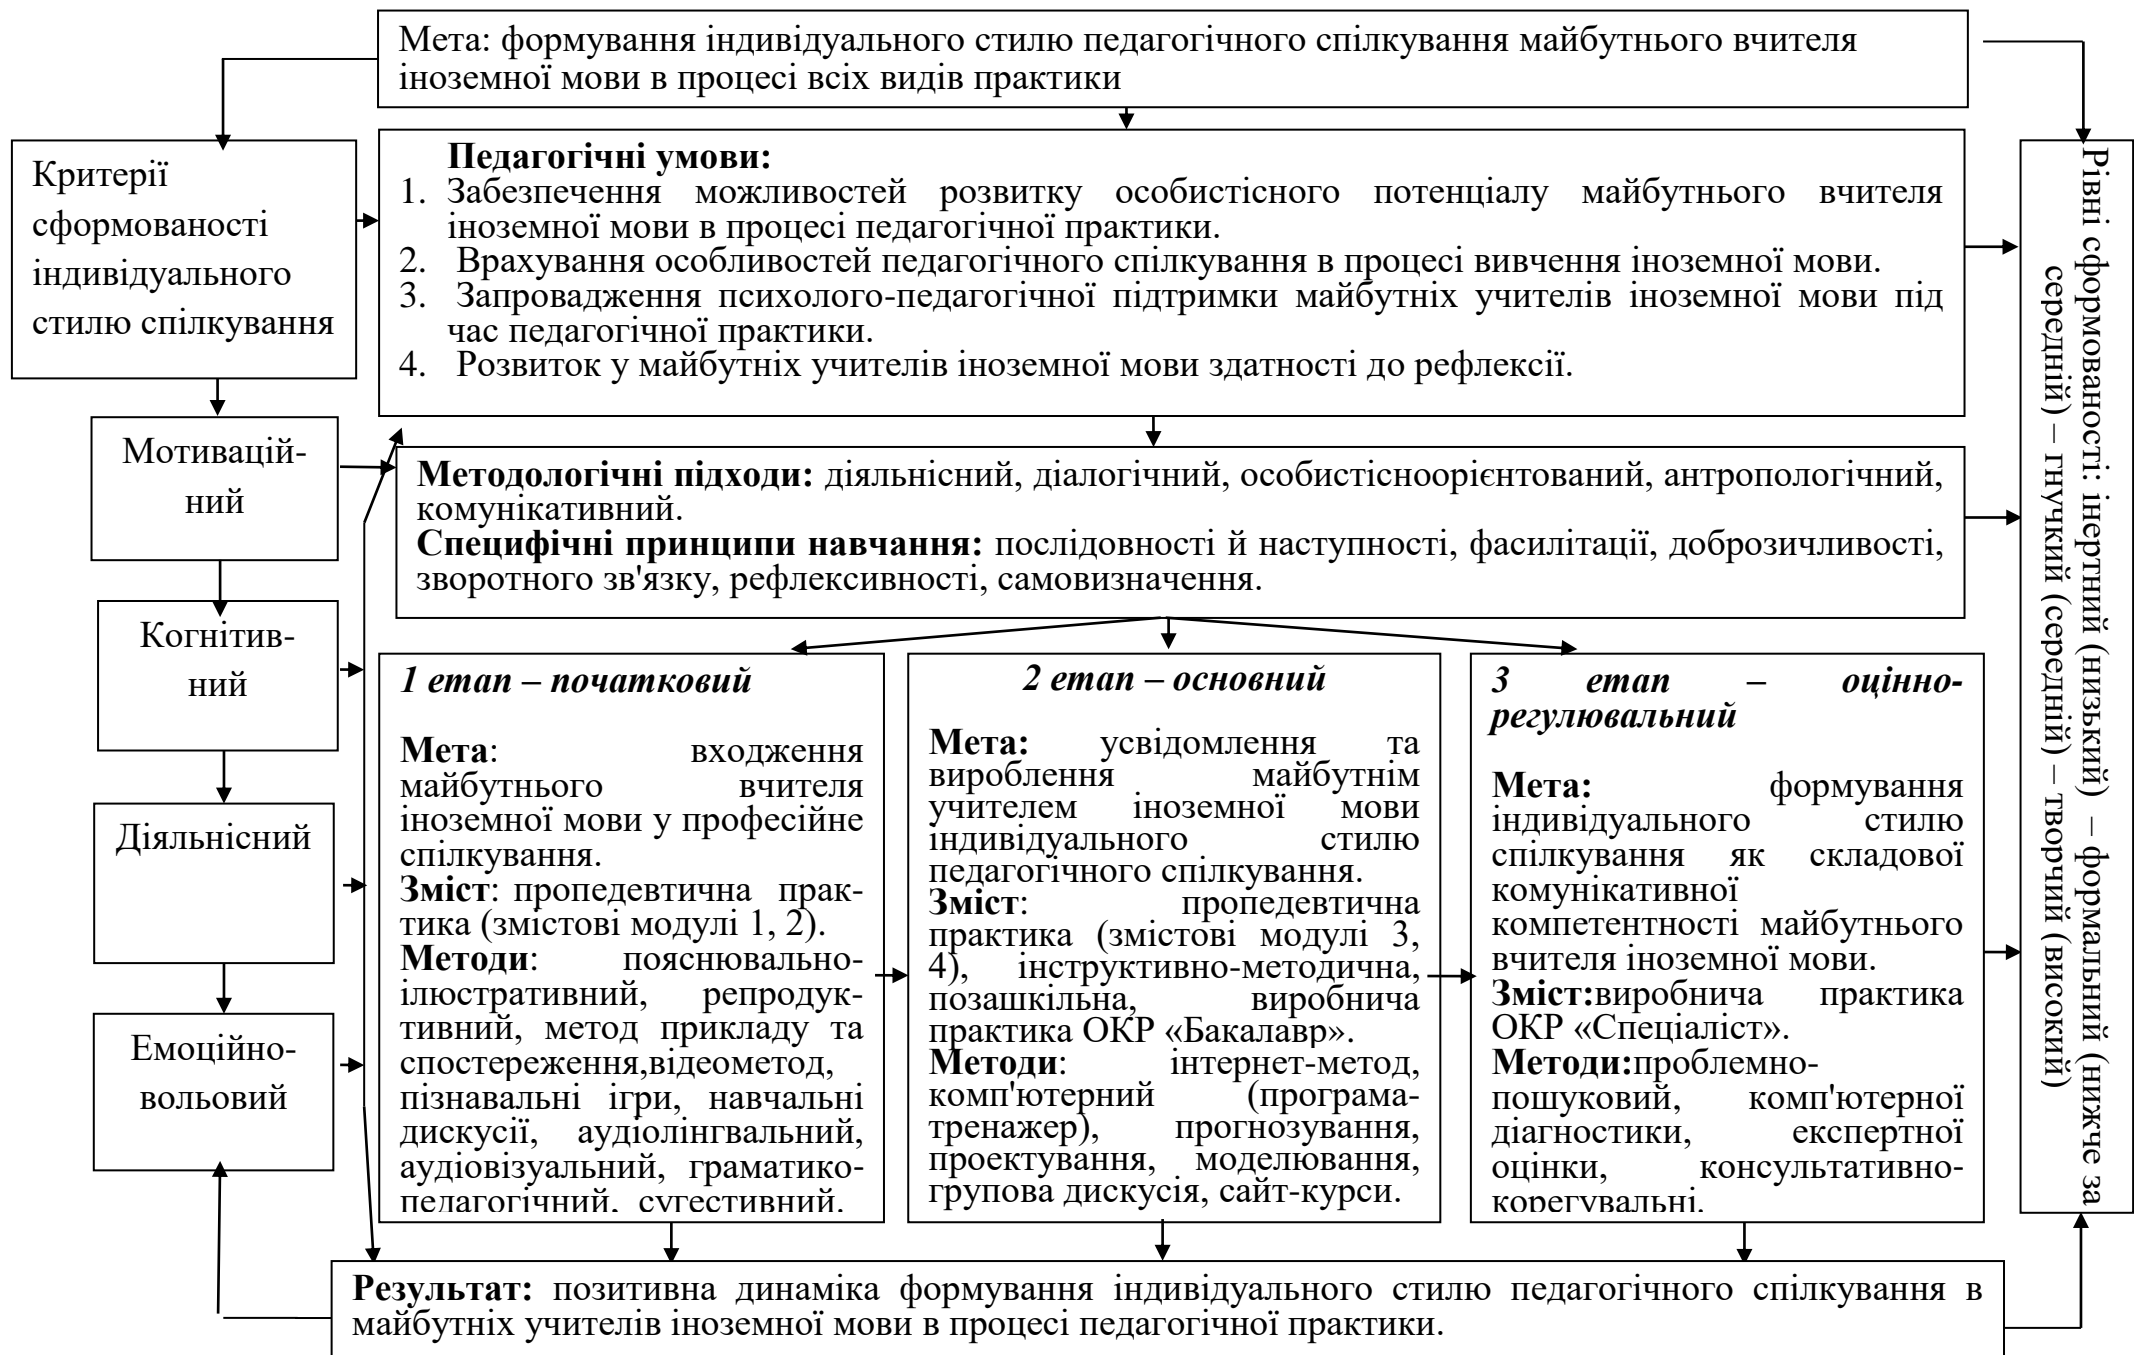 Мета: формування індивідуального стилю педагогічного спілкування майбутнього вчителя
іноземної мови в процесі всіх видів практики
Критерії
сформованості
індивідуального
стилю спілкування
Педагогічні умови:
1. Забезпечення можливостей розвитку особистісного потенціалу майбутнього вчителя
іноземної мови в процесі педагогічної практики.
2. Врахування особливостей педагогічного спілкування в процесі вивчення іноземної мови.
3. Запровадження психолого-педагогічної підтримки майбутніх учителів іноземної мови під
час педагогічної практики.
4. Розвиток у майбутніх учителів іноземної мови здатності до рефлексії.
Мотивацій-
ний
Когнітив-
ний
Діяльнісний
Емоційно-
вольовий
Методологічні підходи: діяльнісний, діалогічний, особистісноорієнтований, антропологічний,
комунікативний.
Специфічні принципи навчання: послідовності й наступності, фасилітації, доброзичливості,
зворотного зв'язку, рефлексивності, самовизначення.
1 етап – початковий
Мета: входження
майбутнього вчителя
іноземної мови у професійне
спілкування.
Зміст: пропедевтична прак-
тика (змістові модулі 1, 2).
Методи: пояснювально-
ілюстративний, репродук-
тивний, метод прикладу та
спостереження,відеометод,
пізнавальні ігри, навчальні
дискусії, аудіолінгвальний,
аудіовізуальний, граматико-
педагогічний, сугестивний.
2 етап – основний
Мета: усвідомлення та
вироблення майбутнім
учителем іноземної мови
індивідуального стилю
педагогічного спілкування.
Зміст: пропедевтична
практика (змістові модулі 3,
4), інструктивно-методична,
позашкільна, виробнича
практика ОКР «Бакалавр».
Методи: інтернет-метод,
комп'ютерний (програма-
тренажер), прогнозування,
проектування, моделювання,
групова дискусія, сайт-курси.
3 етап – оцінно-
регулювальний
Мета: формування
індивідуального стилю
спілкування як складової
комунікативної
компетентності майбутнього
вчителя іноземної мови.
Зміст:виробнича практика
ОКР «Спеціаліст».
Методи:проблемно-
пошуковий, комп'ютерної
діагностики, експертної
оцінки, консультативно-
корегувальні.
Рівні сформованості: інертний (низький) – формальний (нижче за
середній) – гнучкий (середній) – творчий (високий)
Результат: позитивна динаміка формування індивідуального стилю педагогічного спілкування в
майбутніх учителів іноземної мови в процесі педагогічної практики.